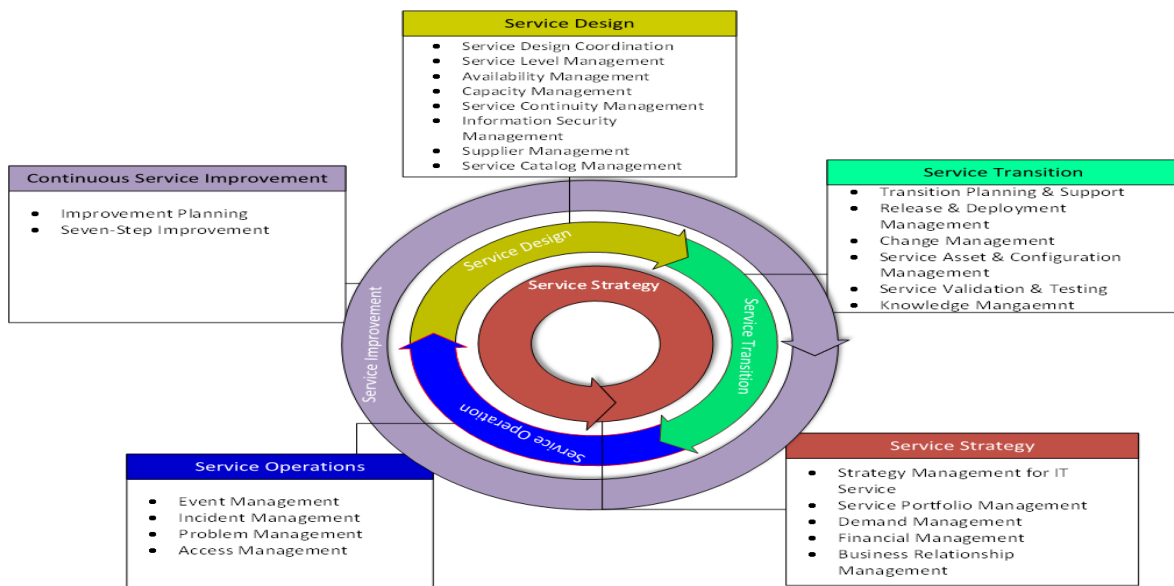 Service Design
• Service Design Coordination
• Service Level Management
• Availability Management
• Capacity Management
• Service Continuity Management
• Information Security
Management
• Supplier Management
• Service Catalog Management
Continuous Service Improvement
• Improvement Planning
• Seven-Step Improvement
Service Transition
• Transition Planning & Support
• Release & Deployment
Management
• Change Management
• Service Asset & Configuration
Management
• Service Validation & Testing
• Knowledge Mangaemnt
Service Design
Service Strategy
Service Transition
Service Improvement
Service Operation
Service Operations
• Event Management
• Incident Management
• Problem Management
• Access Management
Service Strategy
• Strategy Management for IT
Service
• Service Portfolio Management
• Demand Management
• Financial Management
• Business Relationship
Management